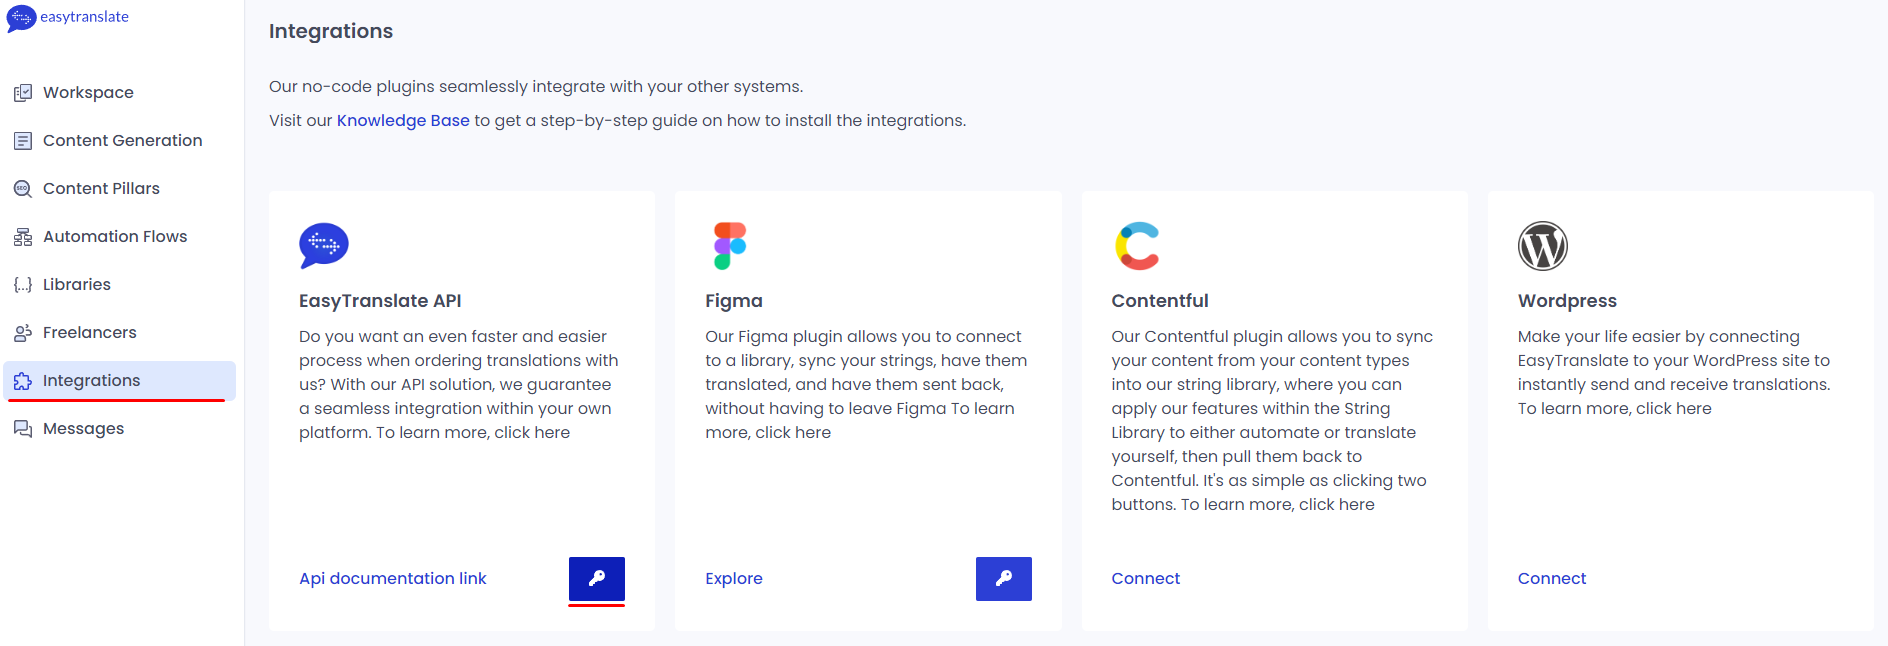 easytranslate
Workspace
Content Generation
Content Pillars
Automation Flows
Libraries
Freelancers
Integrations
Messages
Integrations
Our no-code plugins seamlessly integrate with your other systems.
Visit our Knowledge Base to get a step-by-step guide on how to install the integrations.
EasyTranslate API
Do you want an even faster and easier
process when ordering translations with
us? With our API solution, we guarantee
a seamless integration within your own
platform. To learn more, click here
Api documentation link
Figma
Our Figma plugin allows you to connect
to a library, sync your strings, have them
translated, and have them sent back,
without having to leave Figma To learn
more, click here
Explore
Contentful
Our Contentful plugin allows you to sync
your content from your content types
into our string library, where you can
apply our features within the String
Library to either automate or translate
yourself, then pull them back to
Contentful. It's as simple as clicking two
buttons. To learn more, click here
Connect
Wordpress
Make your life easier by connecting
EasyTranslate to your WordPress site to
instantly send and receive translations.
To learn more, click here
Connect